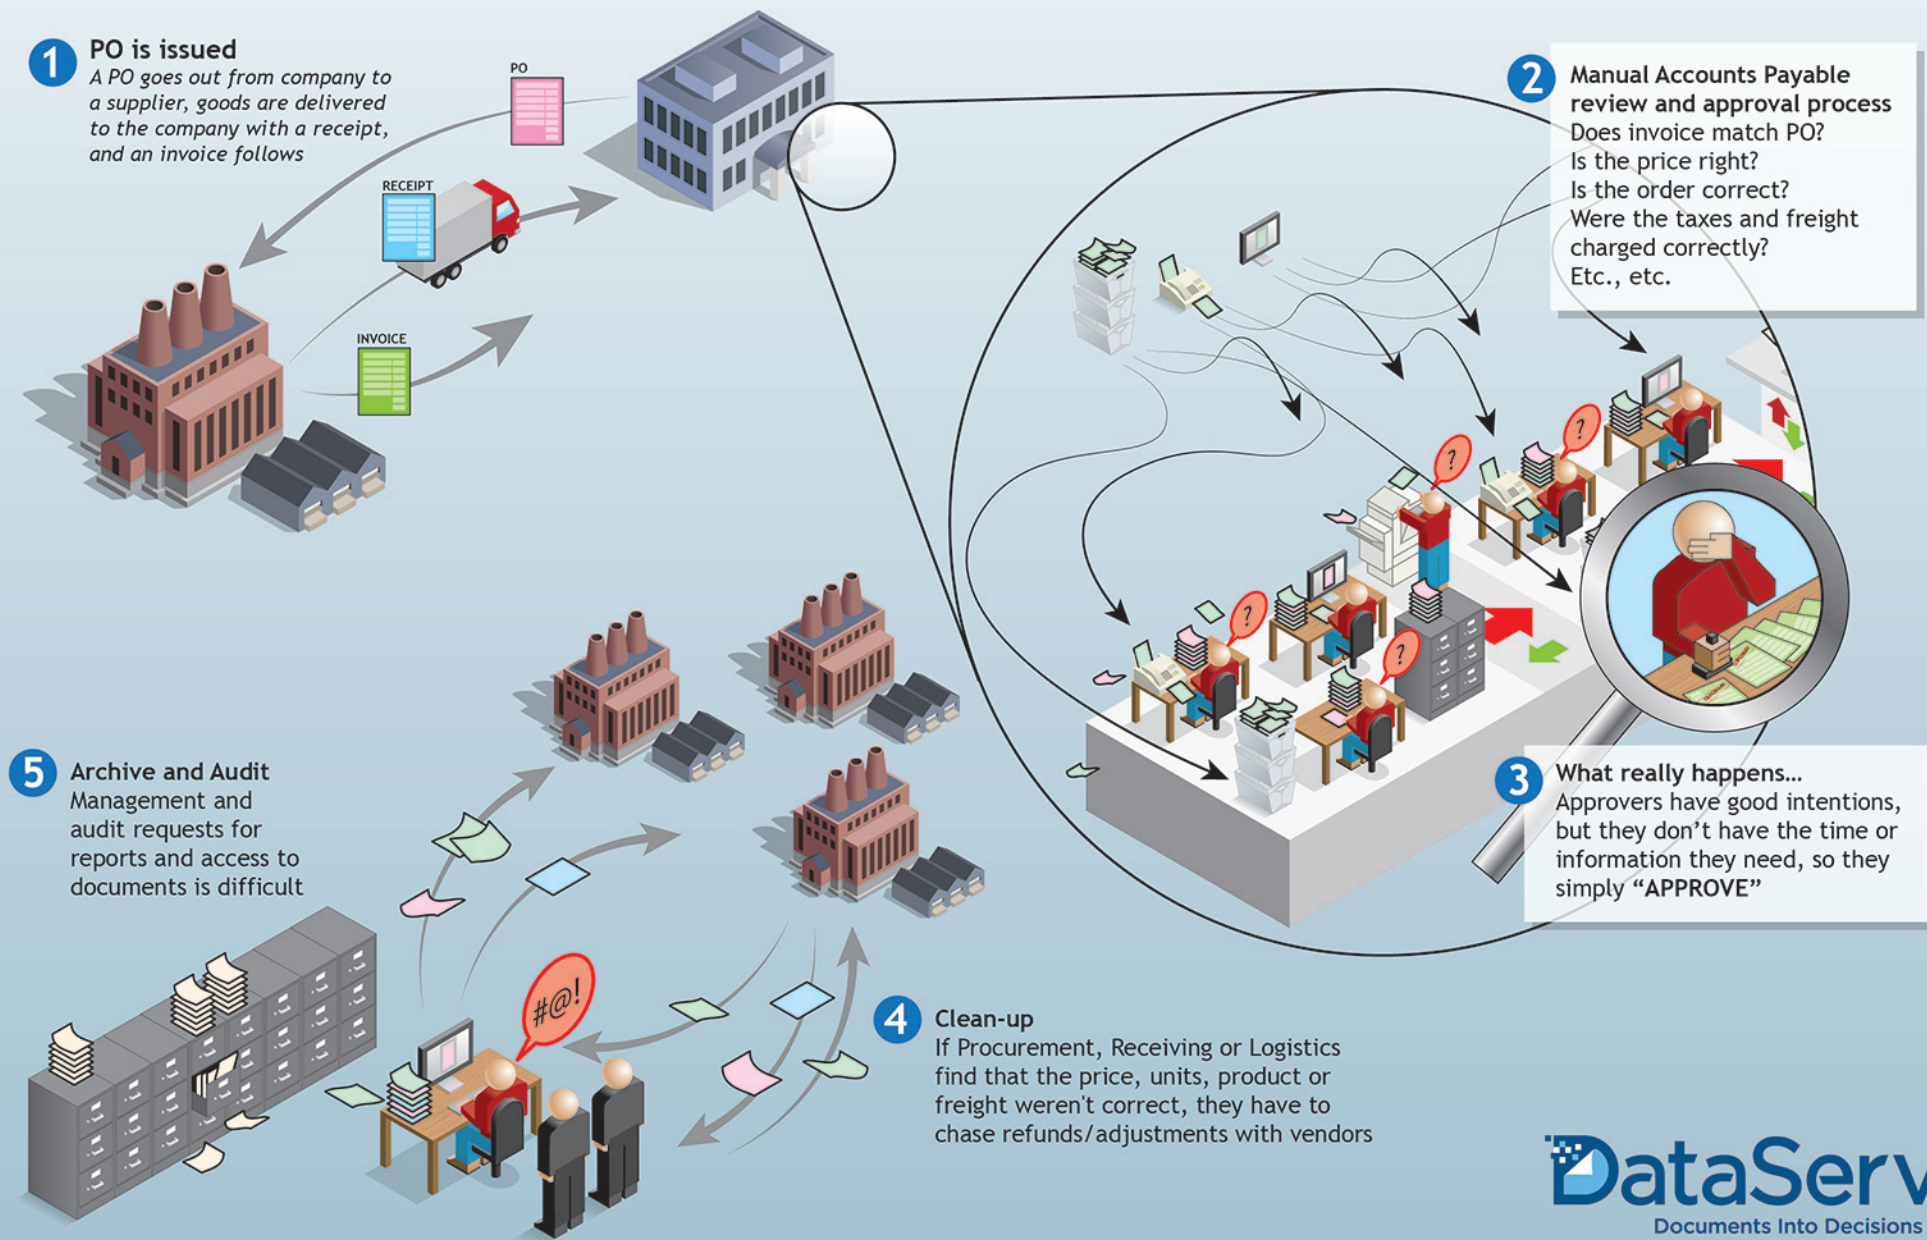 1
PO is issued
A PO goes out from company to
a supplier, goods are delivered
to the company with a receipt,
and an invoice follows
PO
RECEIPT
INVOICE
2
Manual Accounts Payable
review and approval process
Does invoice match PO?
Is the price right?
Is the order correct?
Were the taxes and freight
charged correctly?
Etc., etc.
?
?
?
?
3
What really happens...
Approvers have good intentions,
but they don't have the time or
information they need, so they
simply “APPROVE”
4
Clean-up
If Procurement, Receiving or Logistics
find that the price, units, product or
freight weren't correct, they have to
chase refunds/adjustments with vendors
5
Archive and Audit
Management and
audit requests for
reports and access to
documents is difficult
#@!
DataServ
Documents Into Decisions